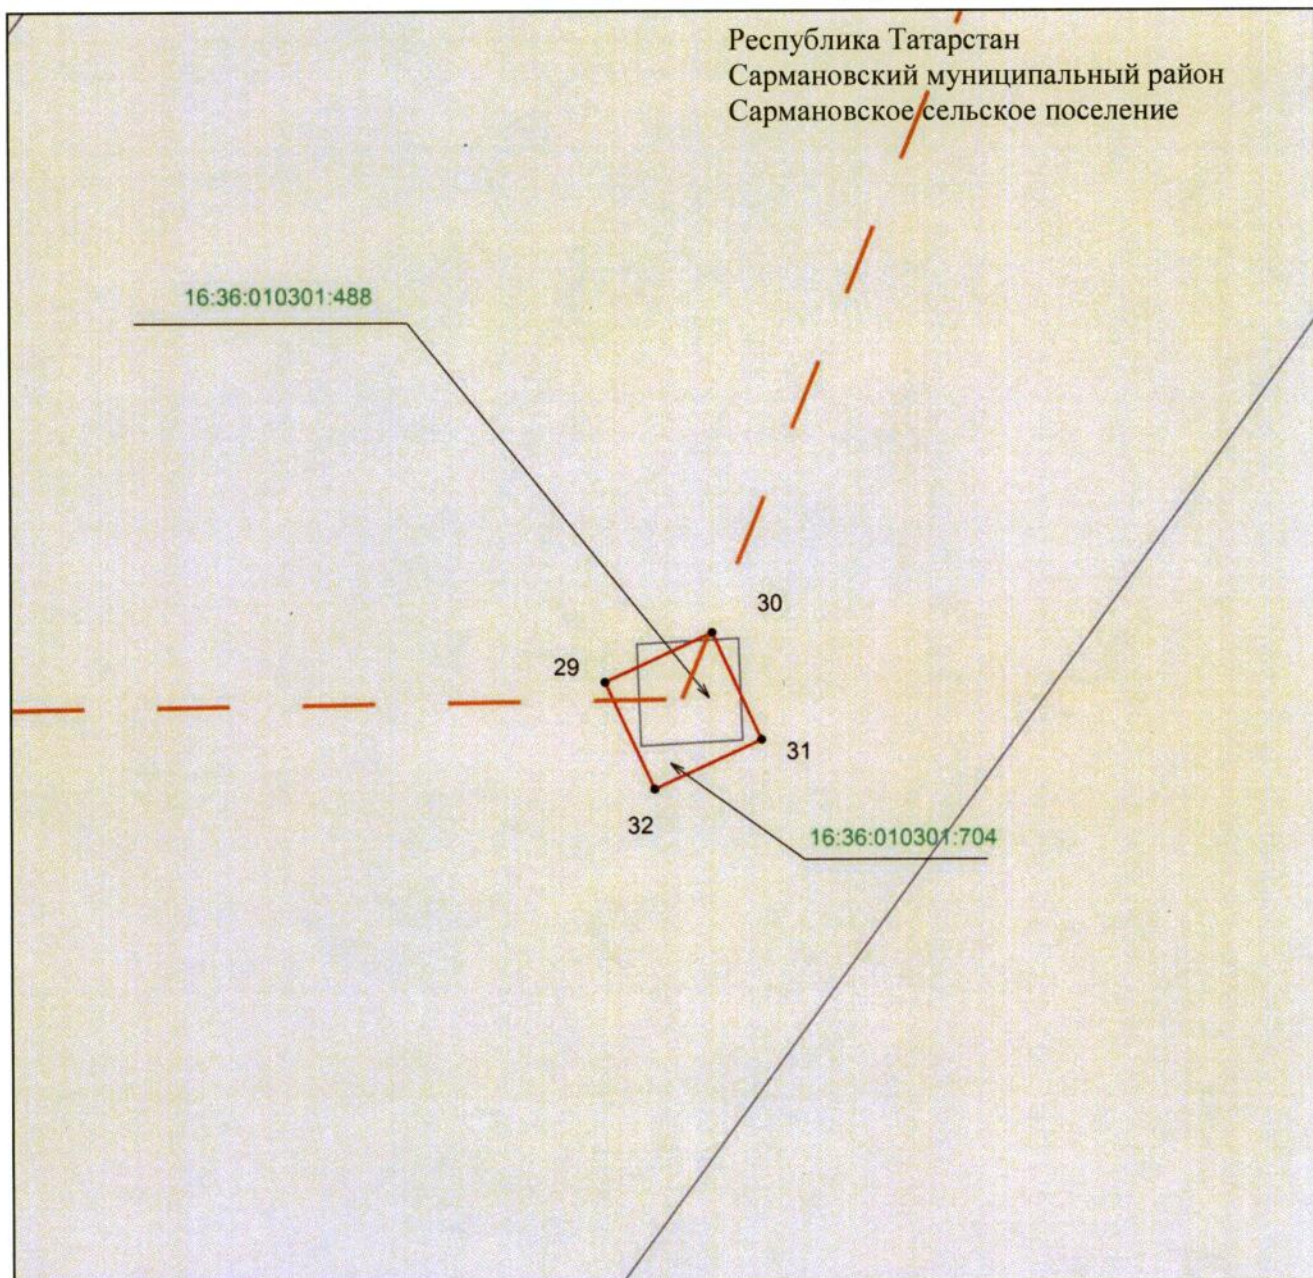 Республика Татарстан
Сармановский муниципальный район
Сармановское сельское поселение
16:36:010301:488
30
29
31
32
16:36:010301:704